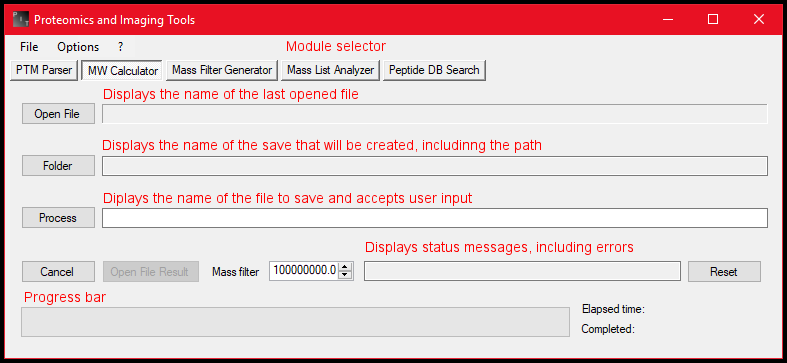 Proteomics and Imaging Tools
File Options ?
Module selector
PTM Parser MW Calculator Mass Filter Generator Mass List Analyzer Peptide DB Search
Displays the name of the last opened file
Open File
Displays the name of the save that will be created, includinng the path
Folder
Diplays the name of the file to save and accepts user input
Process
Displays status messages, including errors
Cancel Open File Result Mass filter 100000000.0 Reset
Progress bar
Elapsed time:
Completed: